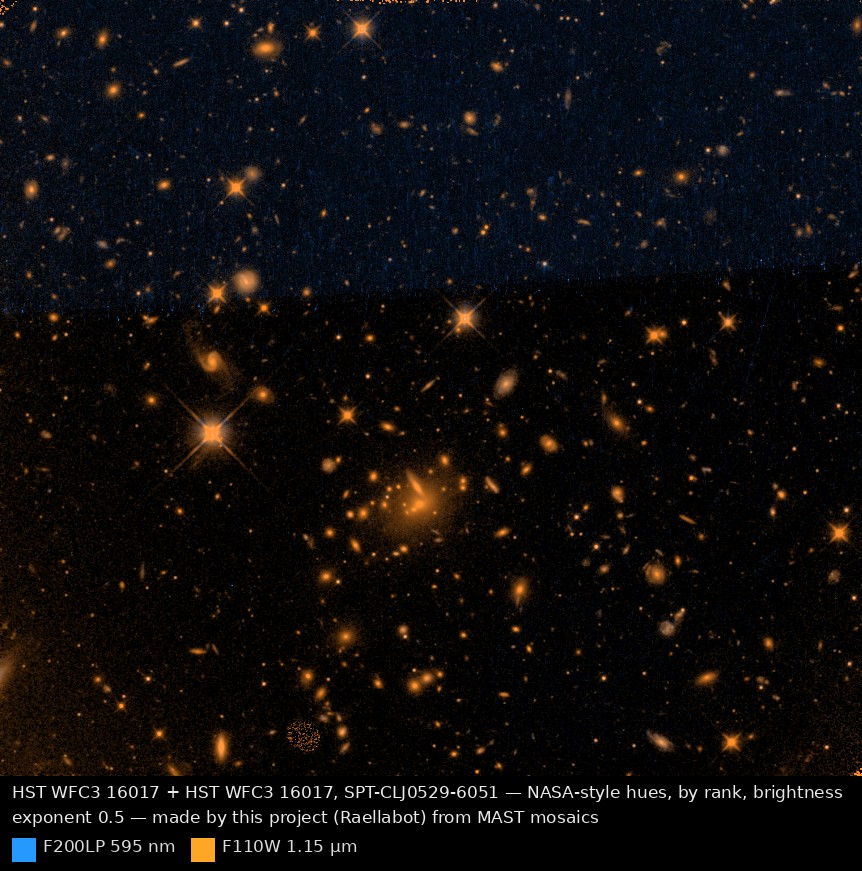 HST WFC3 16017 + HST WFC3 16017, SPT-CLJ0529-6051 — NASA-style hues, by rank, brightness
exponent 0.5 — made by this project (Raellabot) from MAST mosaics
F200LP 595 nm F110W 1.15 µm